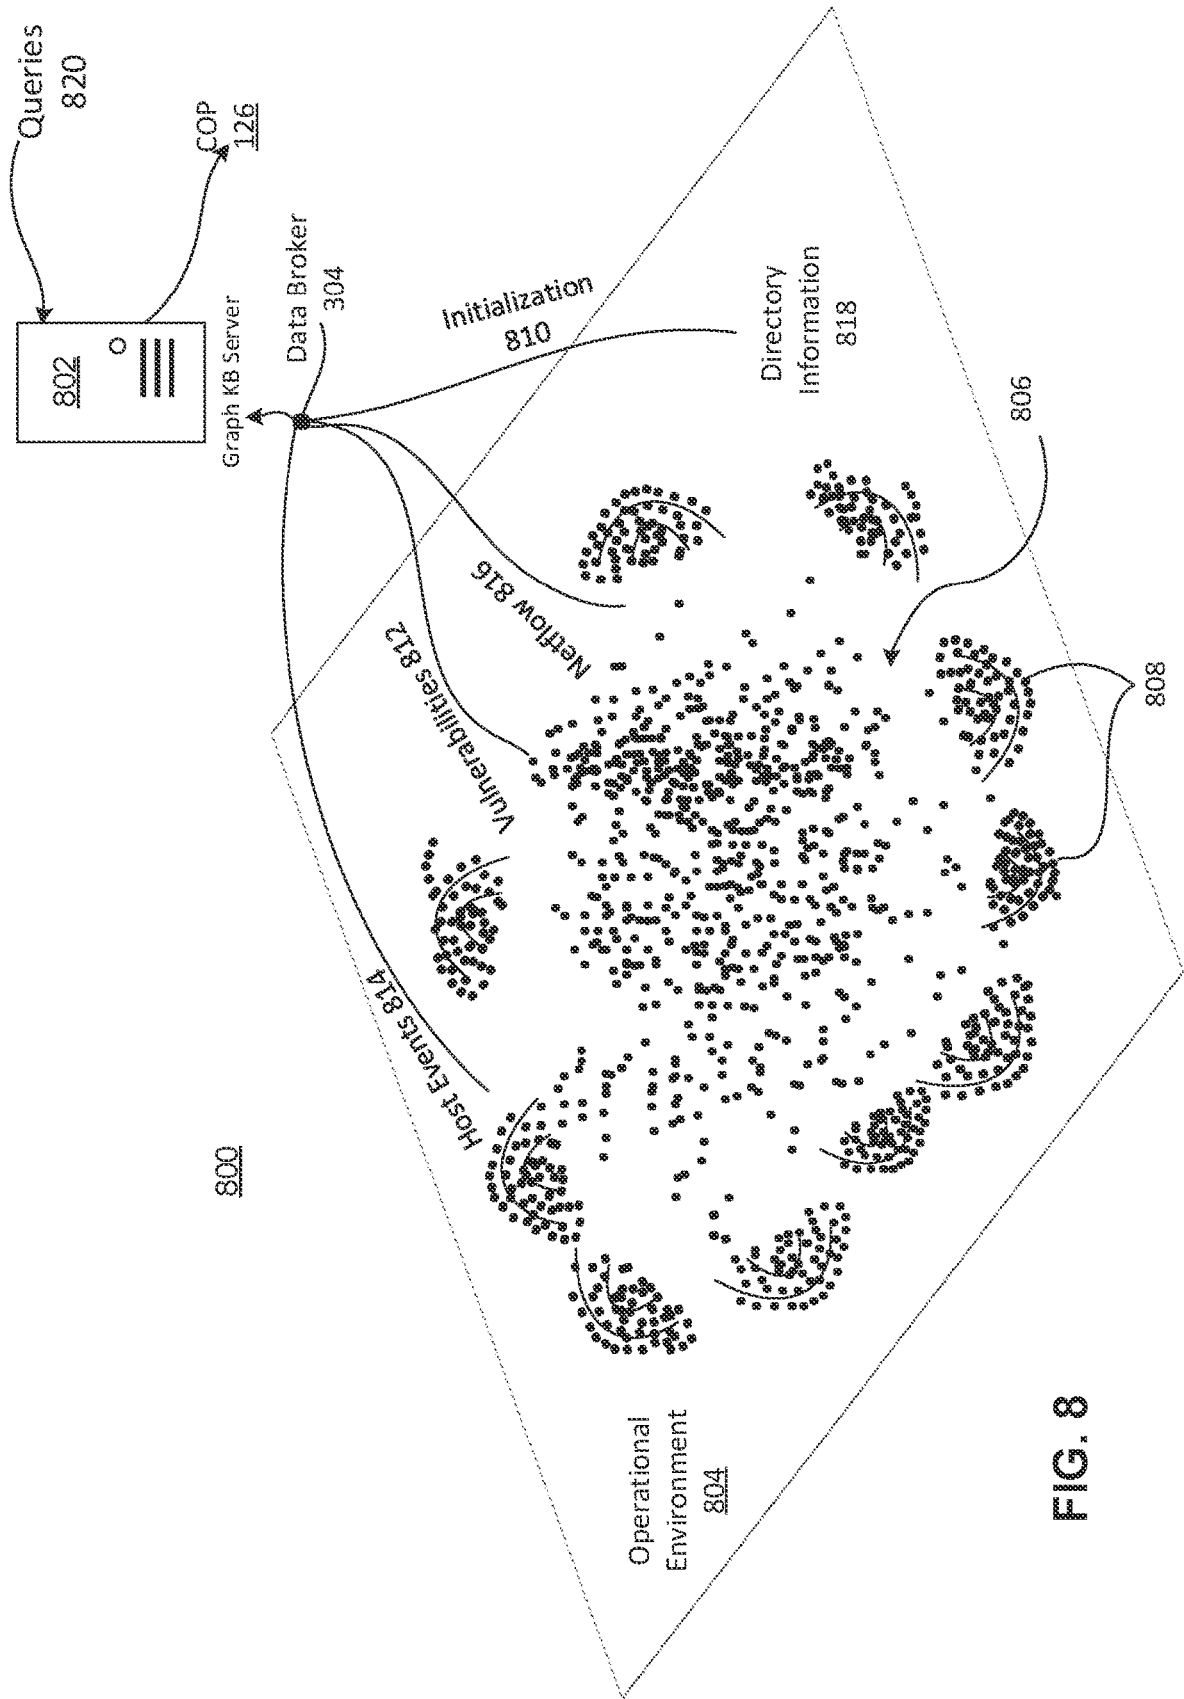 800
Queries
820
802
COP
126
Graph KB Server
Data Broker
304
Initialization
810
Host Events 814
Vulnerabilities 812
Netflow 816
Directory
Information
818
806
808
Operational
Environment
804
FIG. 8